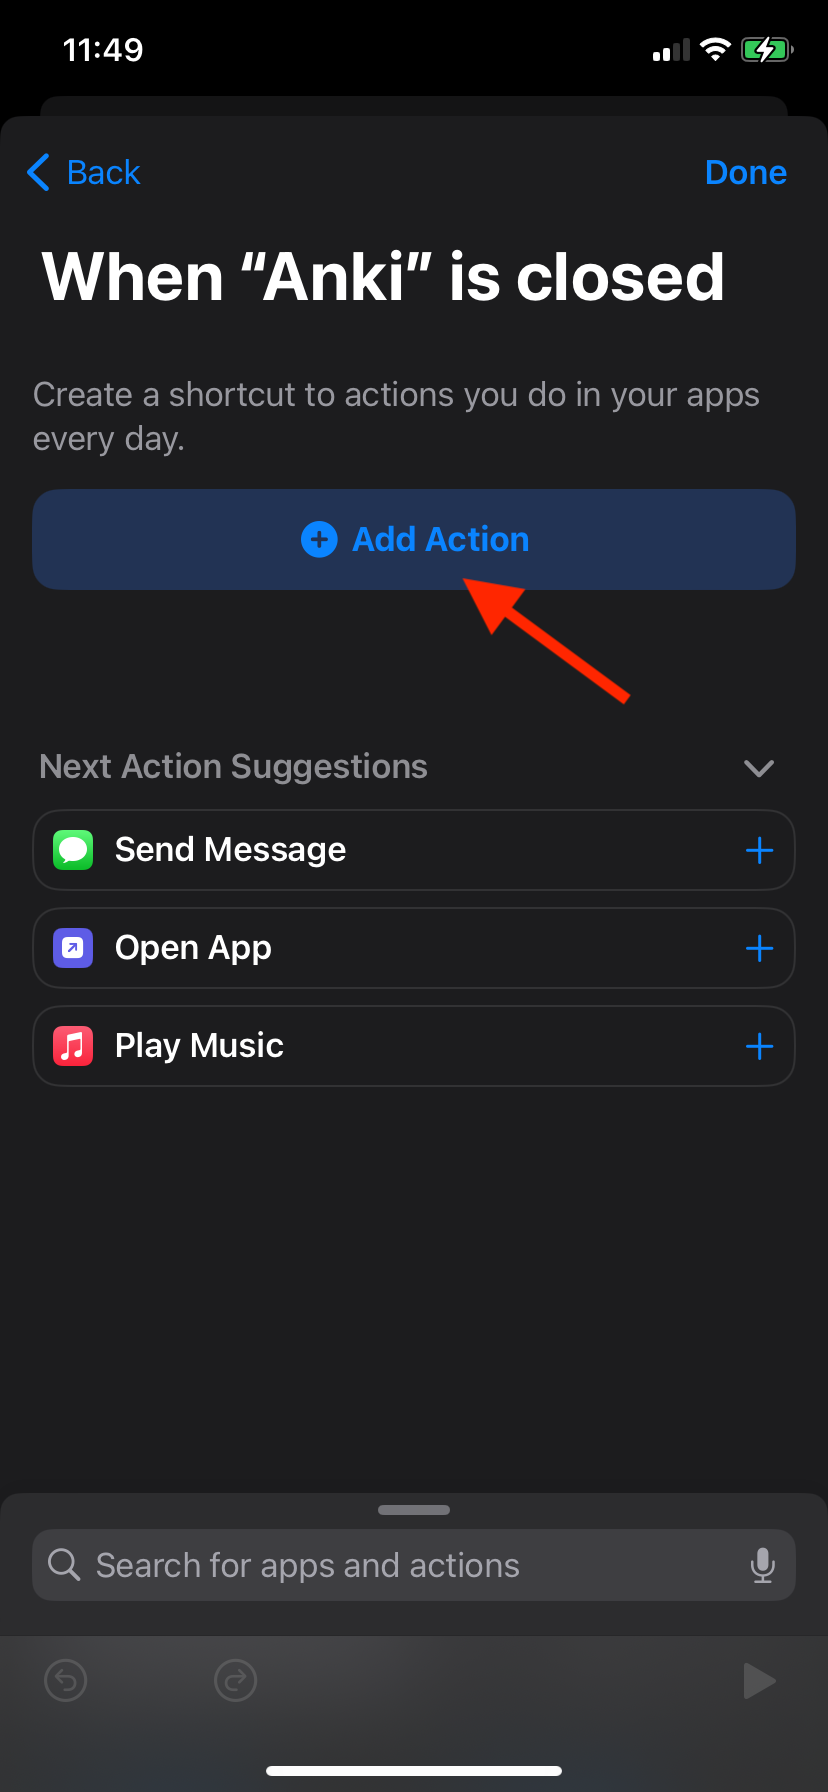 11:49
Back
Done
When “Anki” is closed
Create a shortcut to actions you do in your apps
every day.
Add Action
Next Action Suggestions
Send Message
Open App
Play Music
Search for apps and actions